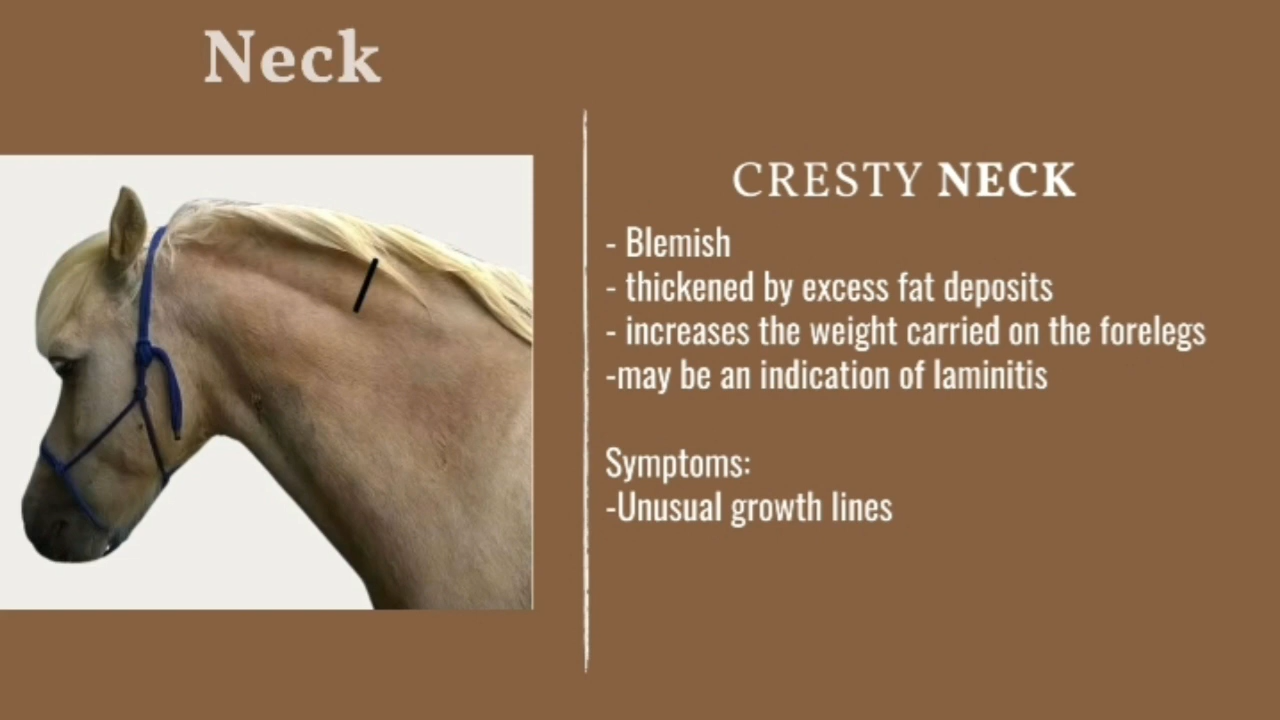 Neck
CRESTY NECK
- Blemish
- thickened by excess fat deposits
- increases the weight carried on the forelegs
-may be an indication of laminitis
Symptoms:
-Unusual growth lines